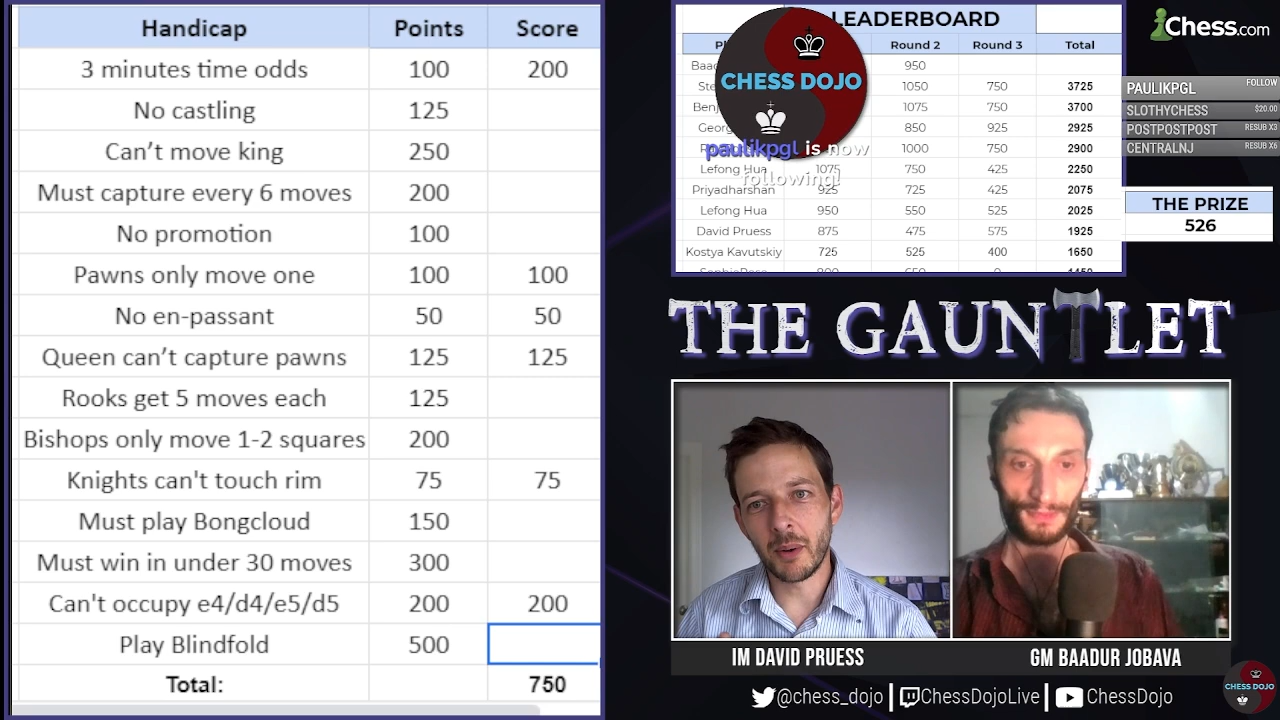 Handicap Points Score
3 minutes time odds 100 200
No castling 125
Can't move king 250
Must capture every 6 moves 200
No promotion 100
Pawns only move one 100 100
No en-passant 50 50
Queen can't capture pawns 125 125
Rooks get 5 moves each 125
Bishops only move 1-2 squares 200
Knights can't touch rim 75 75
Must play Bongcloud 150
Must win in under 30 moves 300
Can't occupy e4/d4/e5/d5 200 200
Play Blindfold 500
Total: 750
LEADERBOARD
Round 2 Round 3 Total
950
1050 750 3725
1075 750 3700
850 925 2925
1000 750 2900
Lefong Hua 1075 750 425 2250
Priyadharshan 925 725 425 2075
Lefong Hua 950 550 525 2025
David Pruess 875 475 575 1925
Kostya Kavutskiy 725 525 400 1650
CHESS DOJO
paulikpgl is now
following!
Chess.com
PAULIKPGL FOLLOW
SLOTHYCHESS $20.00
POSTPOSTPOST RESUB X3
CENTRALNJ RESUB X6
THE PRIZE
526
THE GAUNTLET
IM DAVID PRUESS
GM BAADUR JOBAVA
@chess_dojo | ChessDojoLive | ChessDojo
CHESS DOJO